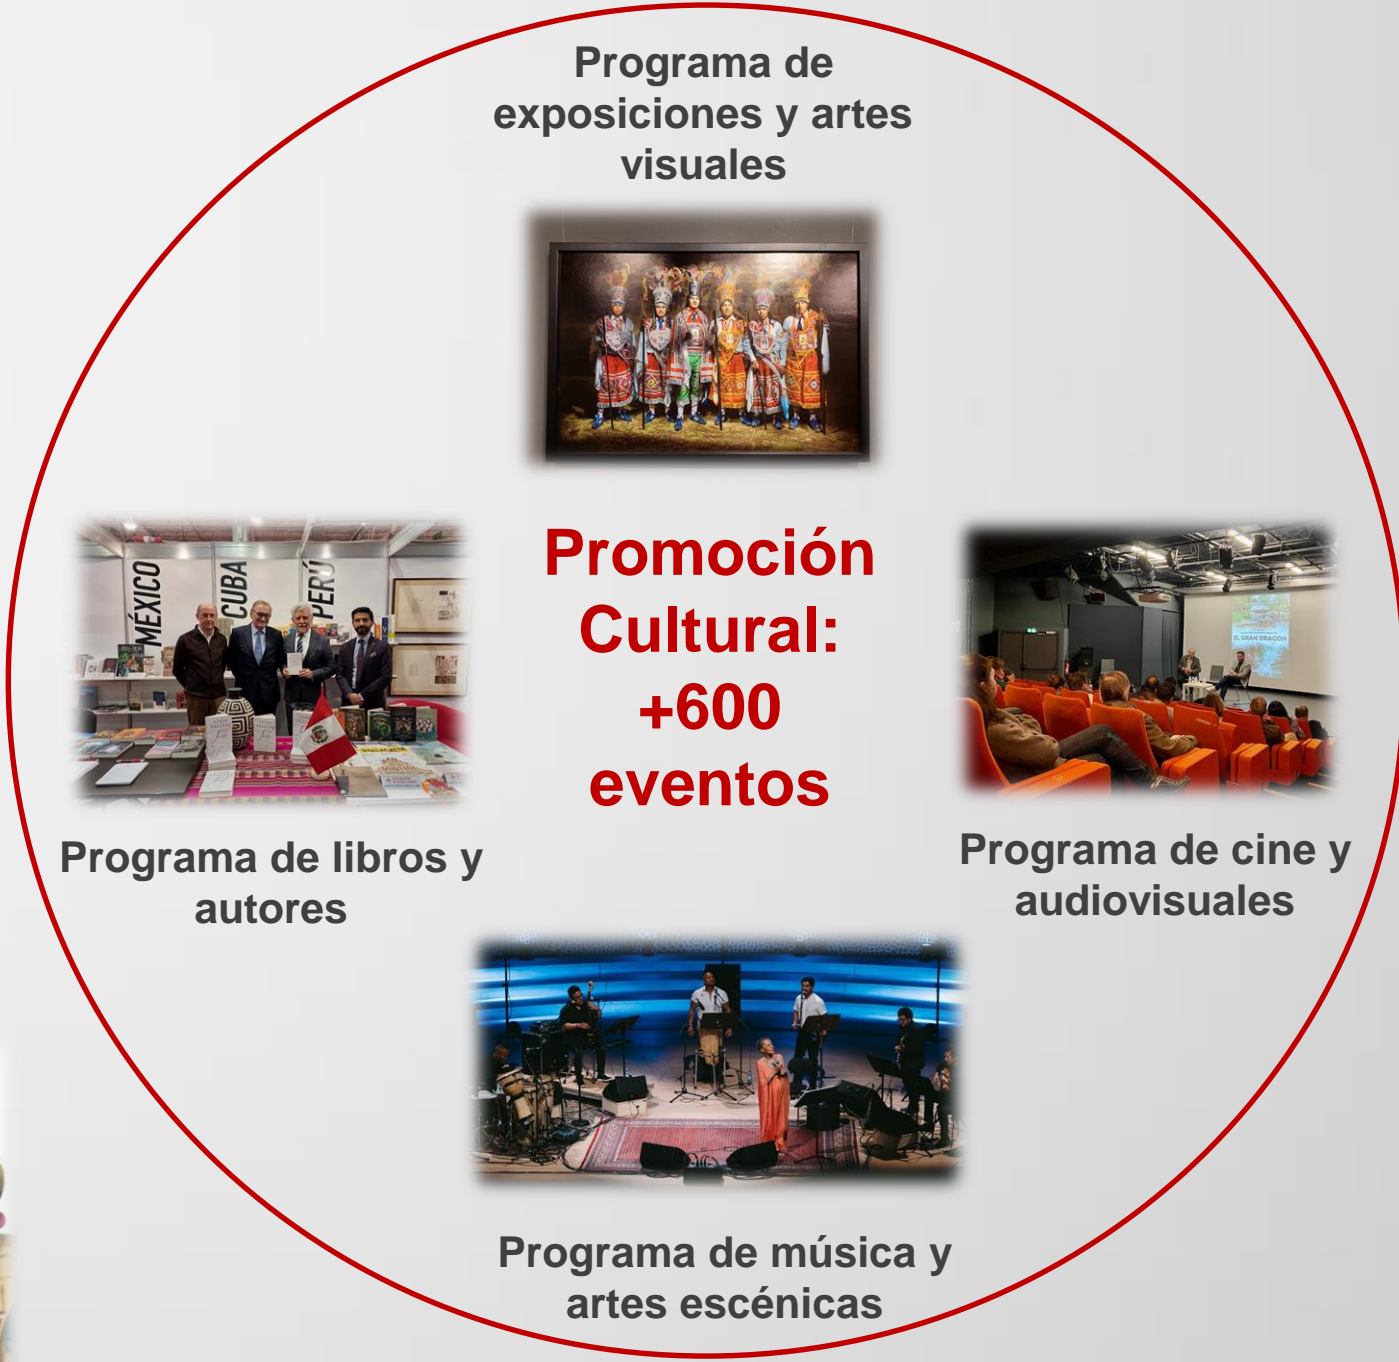 Programa de
exposiciones y artes
visuales
Promoción
Cultural:
+600
eventos
MÉXICO
CUBA
PERÚ
EL GRAN DRAGÓN
Programa de libros y
autores
Programa de cine y
audiovisuales
Programa de música y
artes escénicas